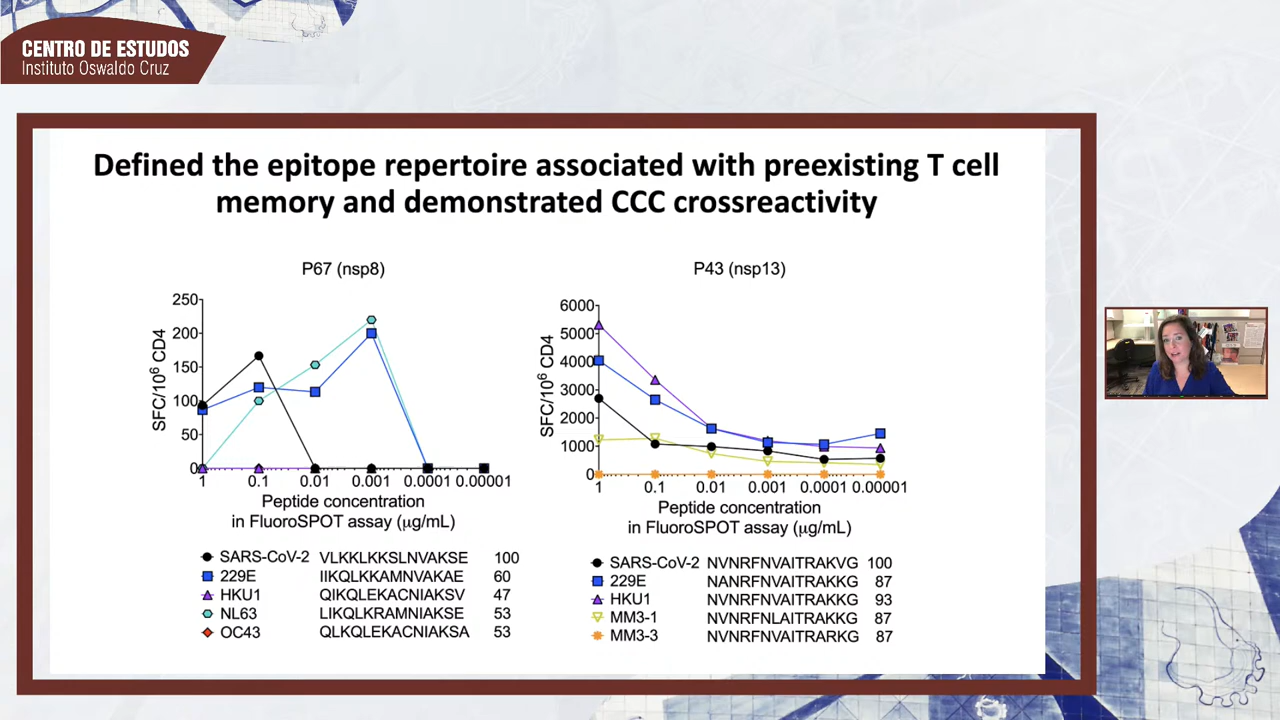 CENTRO DE ESTUDOS
Instituto Oswaldo Cruz
Defined the epitope repertoire associated with preexisting T cell
memory and demonstrated CCC crossreactivity
P67 (nsp8)
250
200
150
100
50
0
SFC/10⁶ CD4
1 0.1 0.01 0.001 0.0001 0.00001
Peptide concentration
in FluoroSPOT assay (μg/mL)
SARS-CoV-2 VLKKLKKSLNVAKSE 100
229E IIKQLKKAMNVAKAE 60
HKU1 QIKQLEKACNIAKSV 47
NL63 LIKQLKRAMNIAKSE 53
OC43 QLKQLEKACNIAKSA 53
P43 (nsp13)
6000
5000
4000
3000
2000
1000
0
SFC/10⁶ CD4
1 0.1 0.01 0.001 0.0001 0.00001
Peptide concentration
in FluoroSPOT assay (μg/mL)
SARS-CoV-2 NVNRFNVAITRAKVG 100
229E NANRFNVAITRAKKG 87
HKU1 NVNRFNVAITRAKKG 93
MM3-1 NVNRFNLAITRAKKG 87
MM3-3 NVNRFNVAITRARKG 87